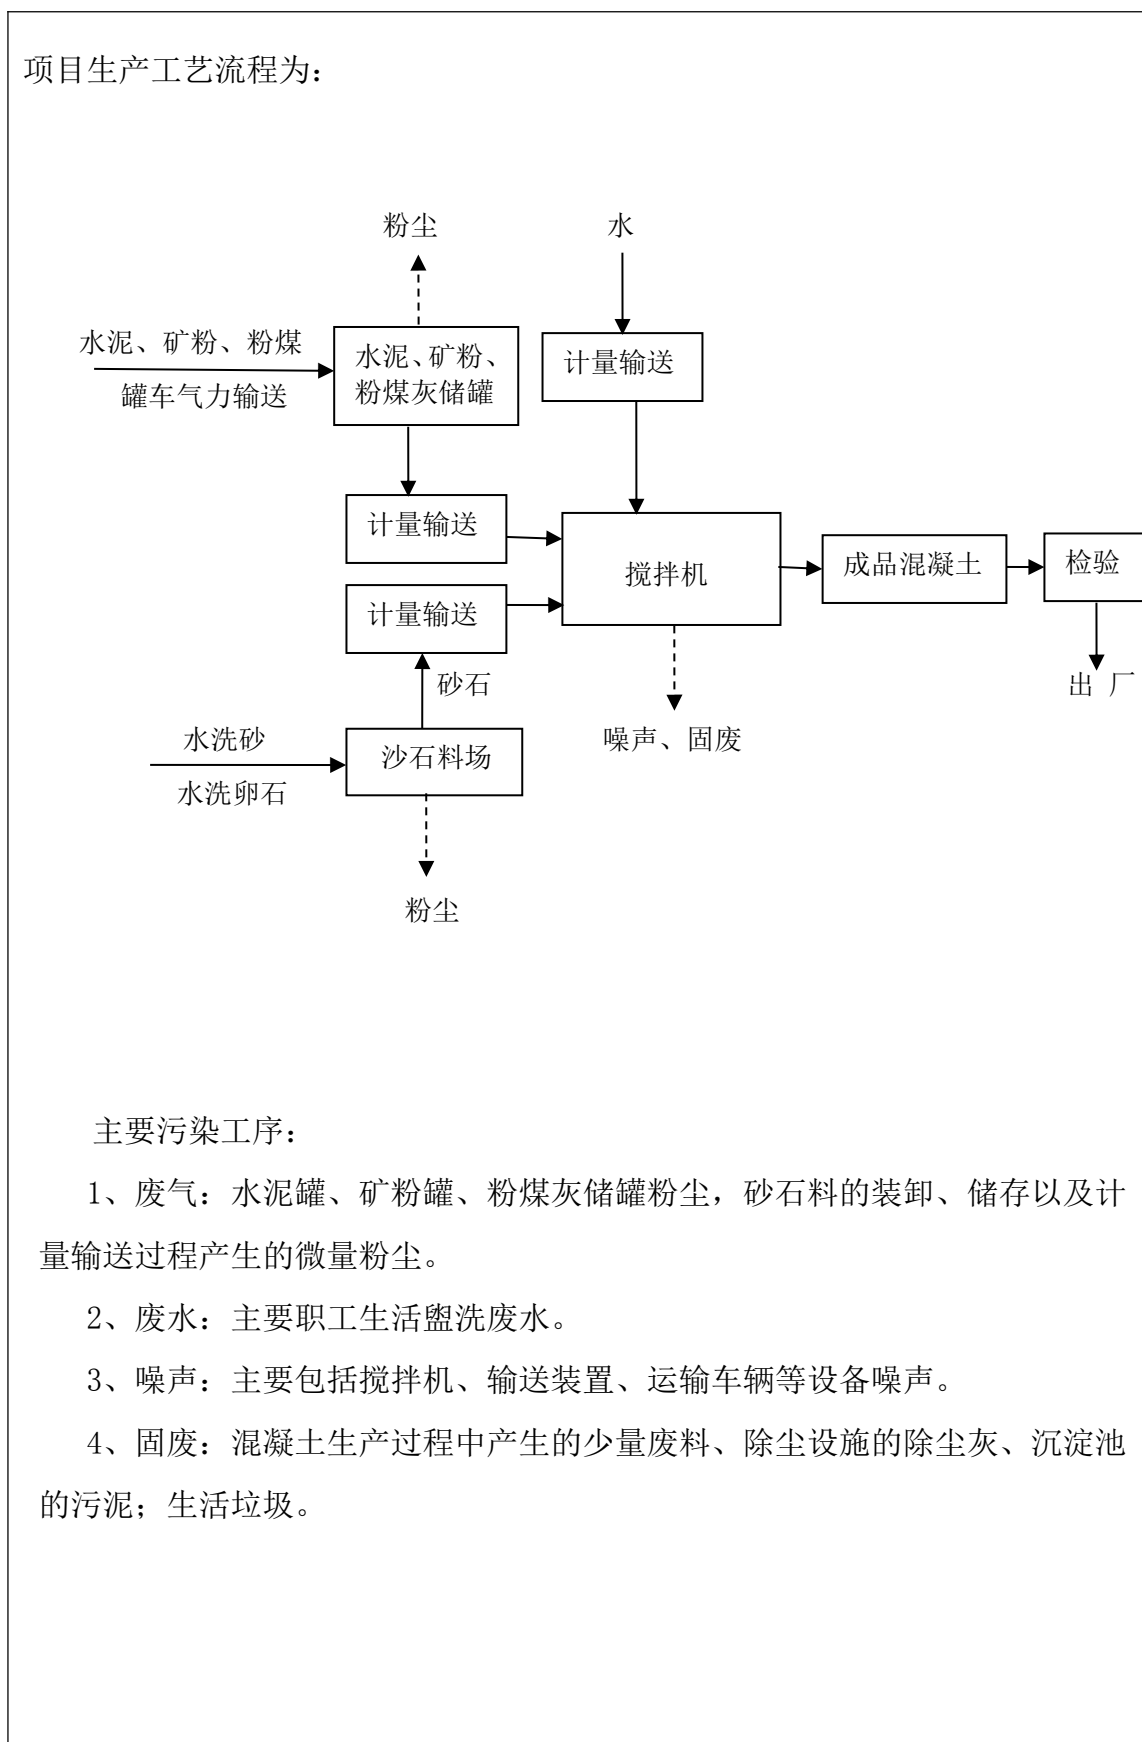 项目生产工艺流程为：
粉尘
水
水泥、矿粉、粉煤
罐车气力输送
水泥、矿粉、
粉煤灰储罐
计量输送
计量输送
搅拌机
成品混凝土
检验
计量输送
砂石
出 厂
水洗砂
水洗卵石
沙石料场
噪声、固废
粉尘
主要污染工序：
1、废气：水泥罐、矿粉罐、粉煤灰储罐粉尘，砂石料的装卸、储存以及计
量输送过程产生的微量粉尘。
2、废水：主要职工生活盥洗废水。
3、噪声：主要包括搅拌机、输送装置、运输车辆等设备噪声。
4、固废：混凝土生产过程中产生的少量废料、除尘设施的除尘灰、沉淀池
的污泥；生活垃圾。